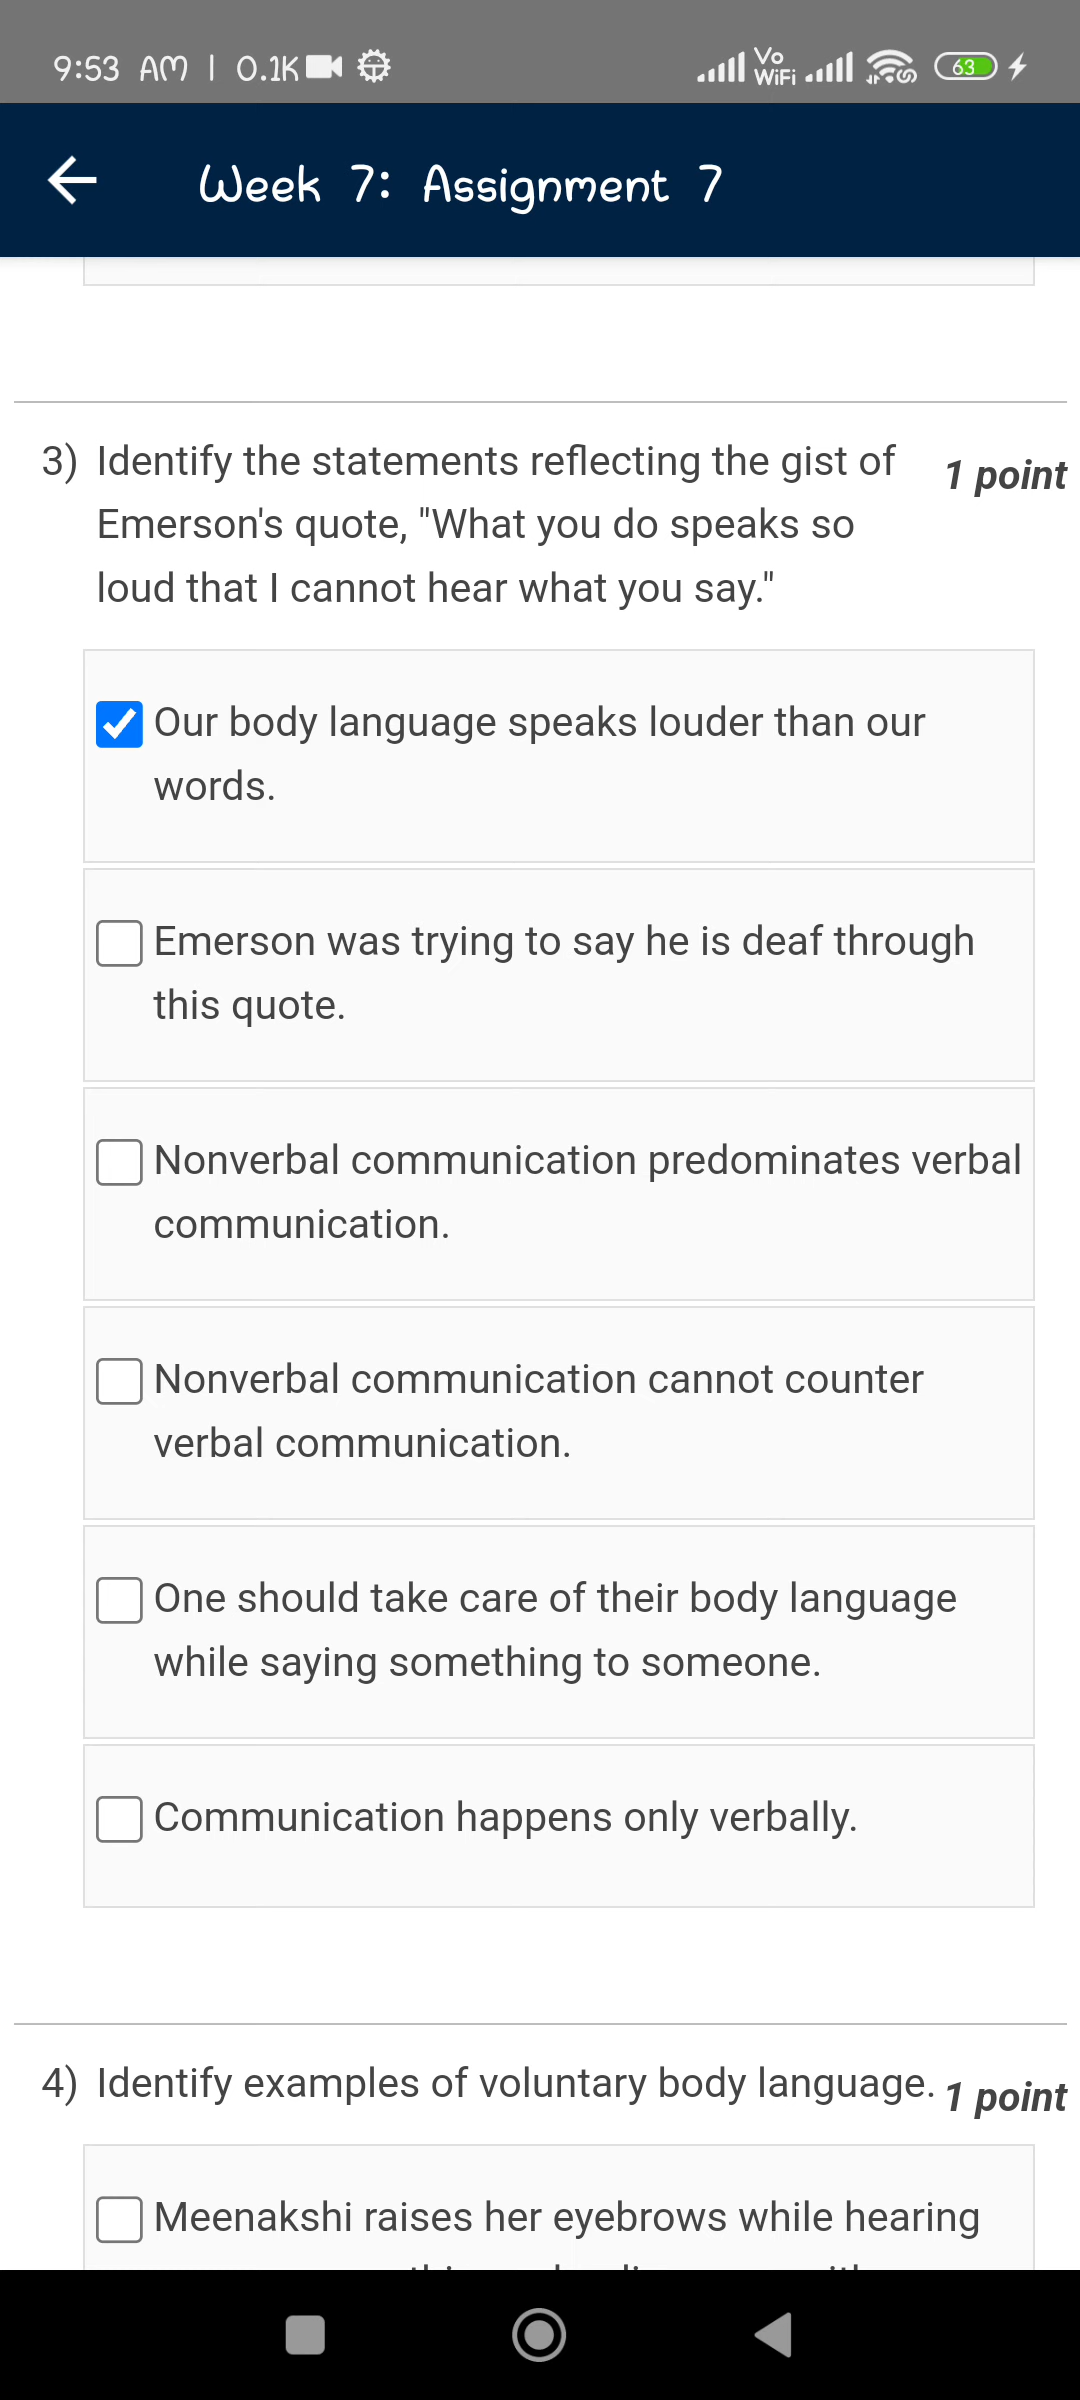 9:53 AM | 0.1K
Vo
WiFi
63
Week 7: Assignment 7
3) Identify the statements reflecting the gist of
1 point
Emerson's quote, "What you do speaks so
loud that I cannot hear what you say."
Our body language speaks louder than our
words.
Emerson was trying to say he is deaf through
this quote.
Nonverbal communication predominates verbal
communication.
Nonverbal communication cannot counter
verbal communication.
One should take care of their body language
while saying something to someone.
Communication happens only verbally.
4) Identify examples of voluntary body language.
1 point
Meenakshi raises her eyebrows while hearing